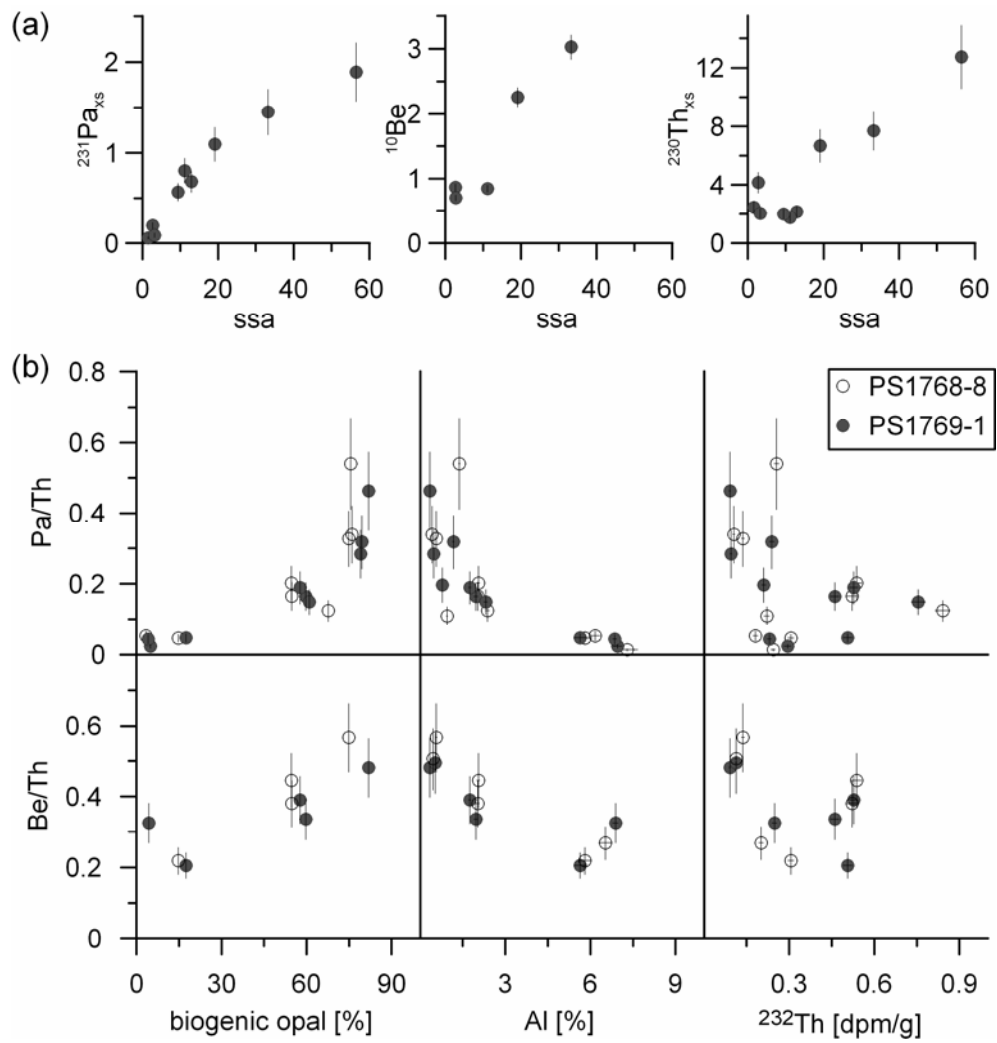 (a)
²³¹Paxs
2
1
0
0 20 40 60
ssa
¹⁰Be
3
2
1
0
0 20 40 60
ssa
²³⁰Thxs
12
8
4
0
0 20 40 60
ssa
(b)
Pa/Th
0.8
0.6
0.4
0.2
0
PS1768-8
PS1769-1
Be/Th
0.6
0.4
0.2
0
0 30 60 90
biogenic opal [%]
3 6 9
Al [%]
0.3 0.6 0.9
²³²Th [dpm/g]